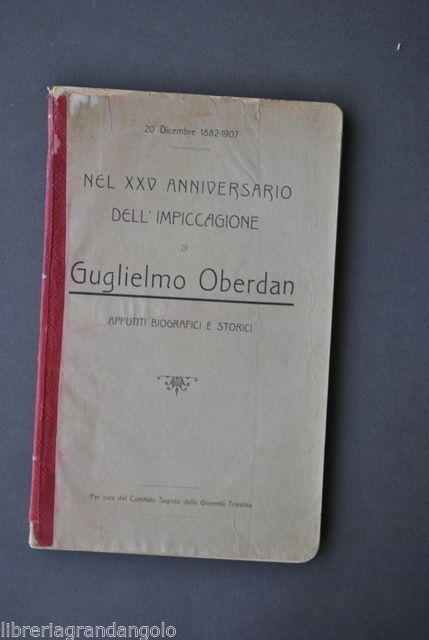 20 Dicembre 1882-1907
NEL XXV ANNIVERSARIO
DELL' IMPICCAGIONE
DI
Guglielmo Oberdan
APPUNTI BIOGRAFICI E STORICI
Per cura del Comitato Segreto della Gioventù Triestina
libreriagrandangolo